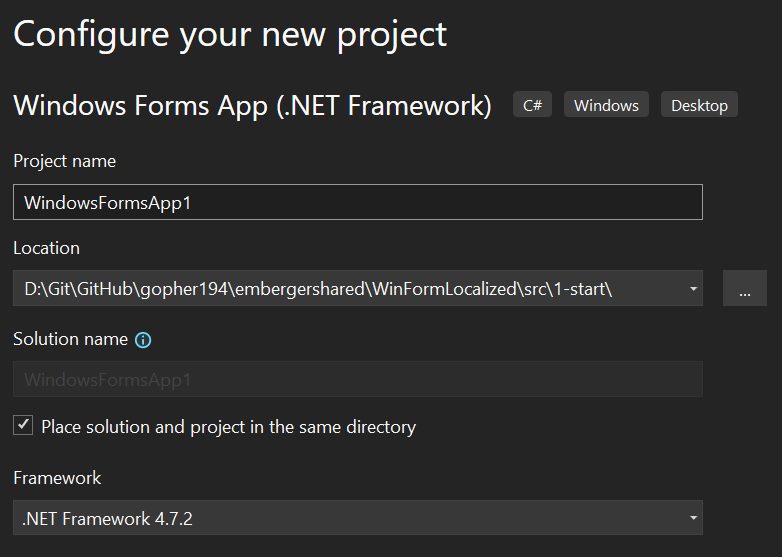 Configure your new project
Windows Forms App (.NET Framework) C# Windows Desktop
Project name
WindowsFormsApp1
Location
D:\Git\GitHub\gopher194\embergershared\WinFormLocalized\src\1-start\
...
Solution name
WindowsFormsApp1
Place solution and project in the same directory
Framework
.NET Framework 4.7.2